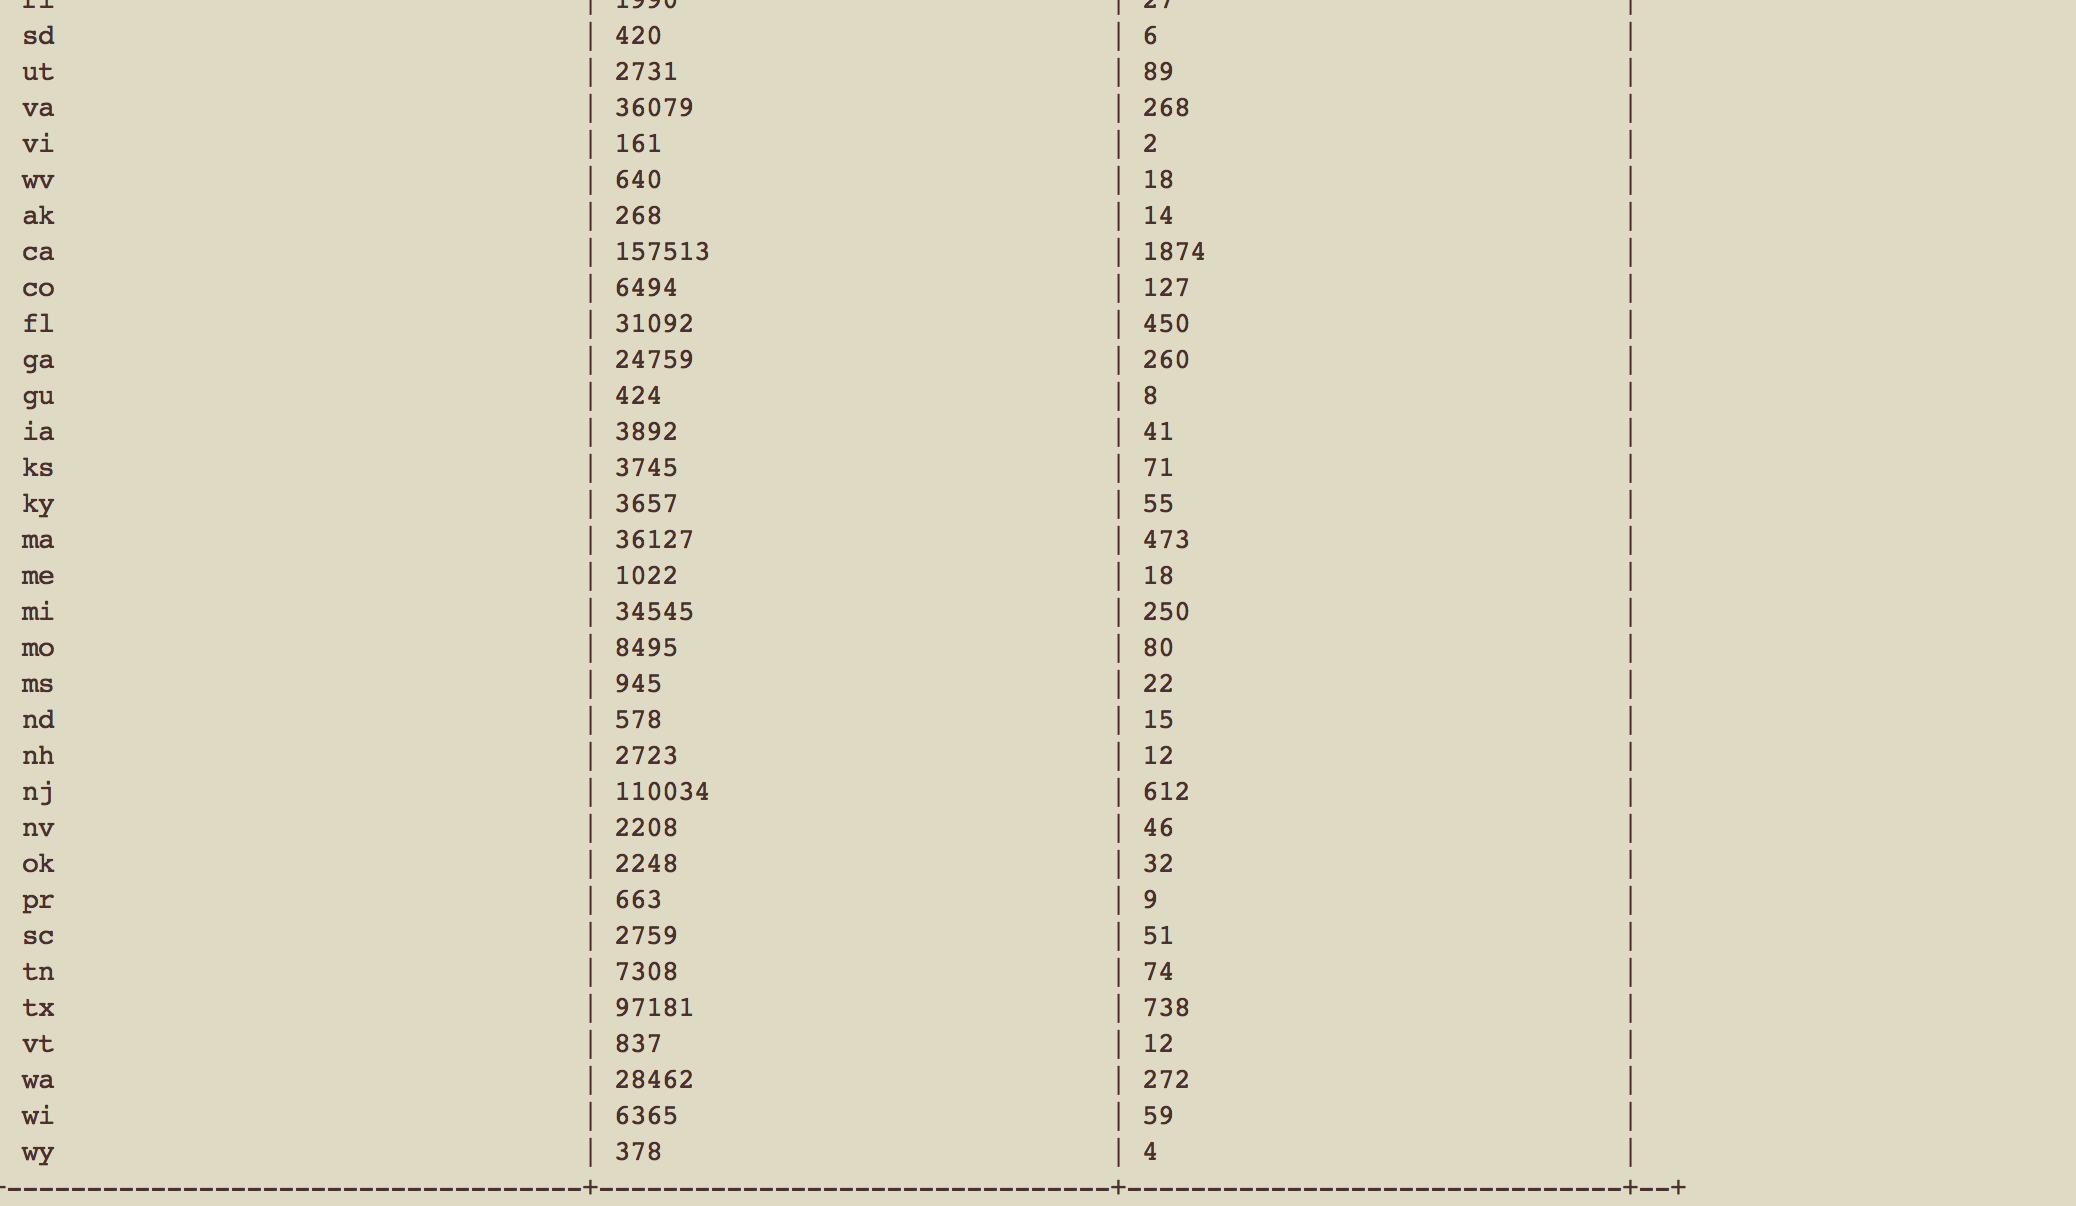 | 1990 | 27 |
sd | 420 | 6 |
ut | 2731 | 89 |
va | 36079 | 268 |
vi | 161 | 2 |
wv | 640 | 18 |
ak | 268 | 14 |
ca | 157513 | 1874 |
co | 6494 | 127 |
fl | 31092 | 450 |
ga | 24759 | 260 |
gu | 424 | 8 |
ia | 3892 | 41 |
ks | 3745 | 71 |
ky | 3657 | 55 |
ma | 36127 | 473 |
me | 1022 | 18 |
mi | 34545 | 250 |
mo | 8495 | 80 |
ms | 945 | 22 |
nd | 578 | 15 |
nh | 2723 | 12 |
nj | 110034 | 612 |
nv | 2208 | 46 |
ok | 2248 | 32 |
pr | 663 | 9 |
sc | 2759 | 51 |
tn | 7308 | 74 |
tx | 97181 | 738 |
vt | 837 | 12 |
wa | 28462 | 272 |
wi | 6365 | 59 |
wy | 378 | 4 |
+------------------------------------+--------------------------------+-------------------------------+--+